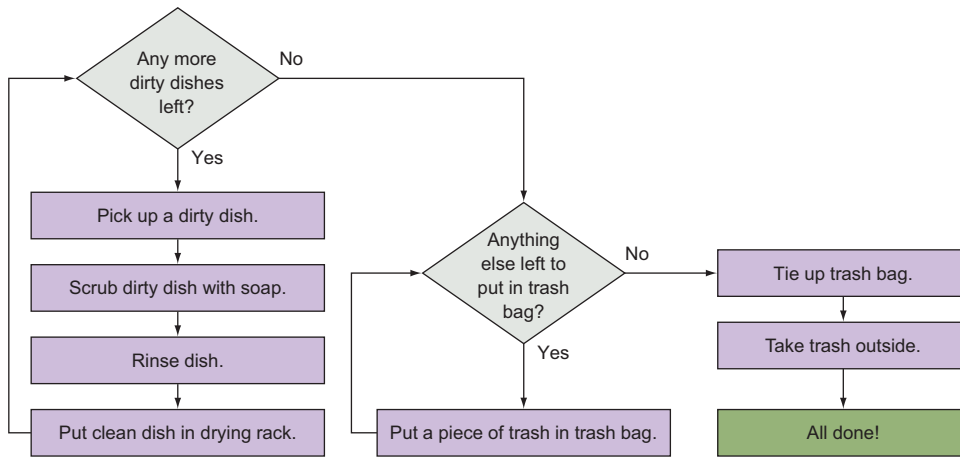 Any more
dirty dishes
left?
No
Yes
Pick up a dirty dish.
Scrub dirty dish with soap.
Rinse dish.
Put clean dish in drying rack.
Anything
else left to
put in trash
bag?
No
Yes
Put a piece of trash in trash bag.
Tie up trash bag.
Take trash outside.
All done!